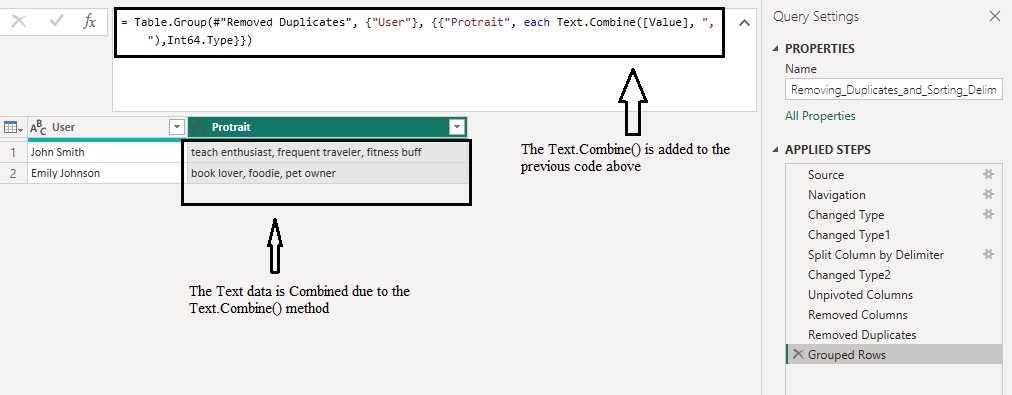 = Table.Group(#"Removed Duplicates", {"User"}, {{"Protrait", each Text.Combine([Value], ",
"),Int64.Type}})
fx
Query Settings
PROPERTIES
Name
Removing_Duplicates_and_Sorting_Delim
All Properties
APPLIED STEPS
Source
Navigation
Changed Type
Changed Type1
Split Column by Delimiter
Changed Type2
Unpivoted Columns
Removed Columns
Removed Duplicates
Grouped Rows
ABC User Protrait
1 John Smith teach enthusiast, frequent traveler, fitness buff
2 Emily Johnson book lover, foodie, pet owner
The Text.Combine() is added to the
previous code above
The Text data is Combined due to the
Text.Combine() method